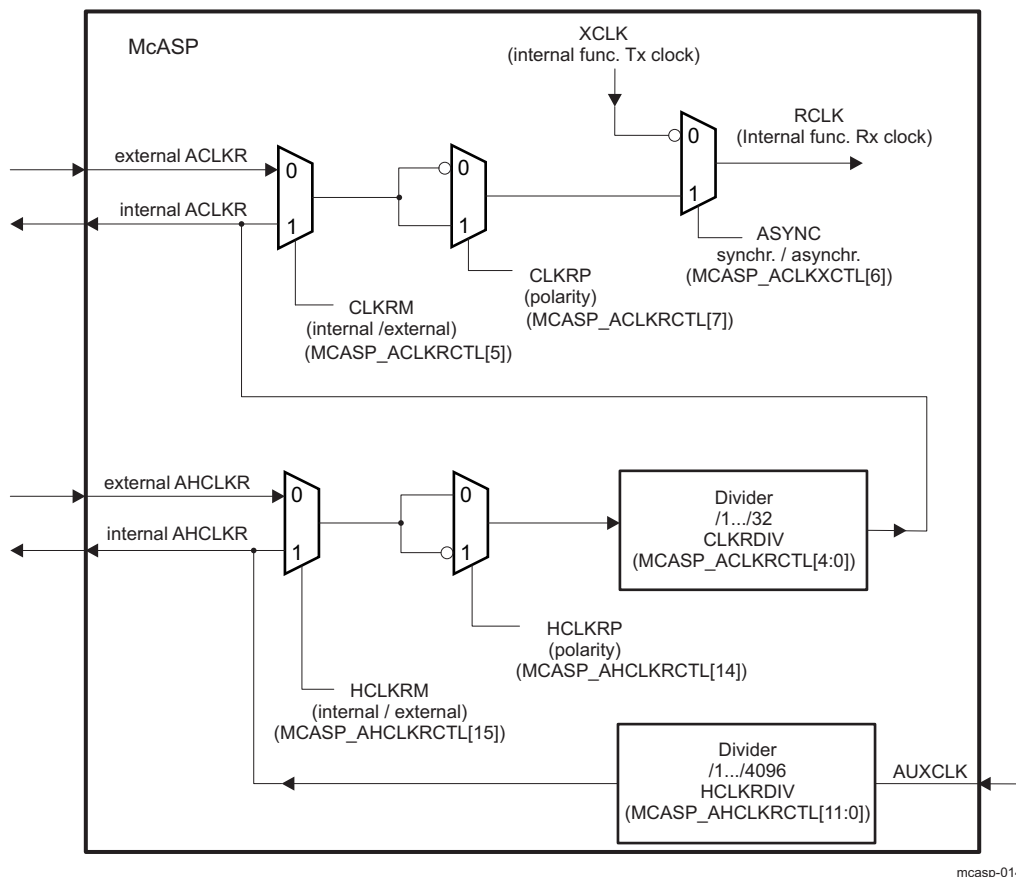 McASP
XCLK
(internal func. Tx clock)
RCLK
(Internal func. Rx clock)
0
1
external ACLKR
internal ACLKR
0
1
0
1
ASYNC
synchr. / asynchr.
(MCASP_ACLKXCTL[6])
CLKRP
(polarity)
(MCASP_ACLKRCTL[7])
CLKRM
(internal /external)
(MCASP_ACLKRCTL[5])
external AHCLKR
internal AHCLKR
0
1
0
1
Divider
/1.../32
CLKRDIV
(MCASP_ACLKRCTL[4:0])
HCLKRP
(polarity)
(MCASP_AHCLKRCTL[14])
HCLKRM
(internal / external)
(MCASP_AHCLKRCTL[15])
Divider
/1.../4096
HCLKRDIV
(MCASP_AHCLKRCTL[11:0])
AUXCLK
mcasp-014